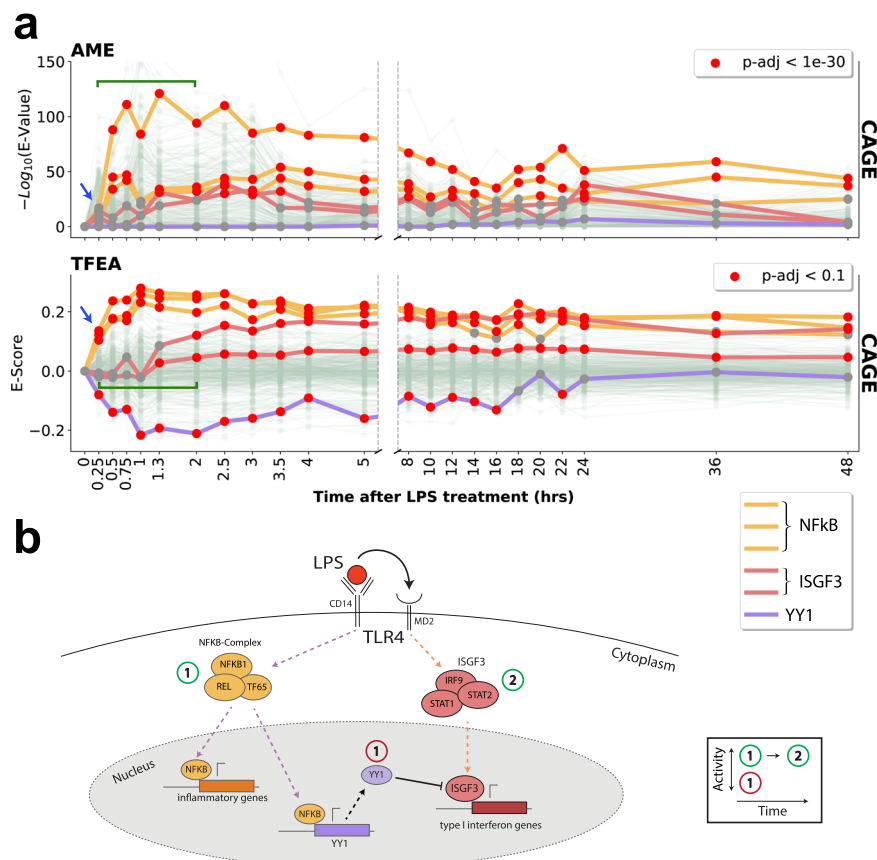 a
AME
150
100
50
0
−Log10(E-Value)
p-adj < 1e-30
CAGE
TFEA
0.2
0.0
−0.2
E-Score
p-adj < 0.1
CAGE
0
0.25
0.5
0.75
1
1.3
2
2.5
3
3.5
4
5
8
10
12
14
16
18
20
22
24
36
48
Time after LPS treatment (hrs)
NFkB
ISGF3
YY1
b
LPS
CD14
MD2
TLR4
Cytoplasm
NFKB-Complex
1
NFKB1
REL
TF65
ISGF3
IRF9
STAT1
STAT2
2
Nucleus
NFKB
inflammatory genes
1
YY1
NFKB
YY1
ISGF3
type I interferon genes
Activity
1
2
1
Time